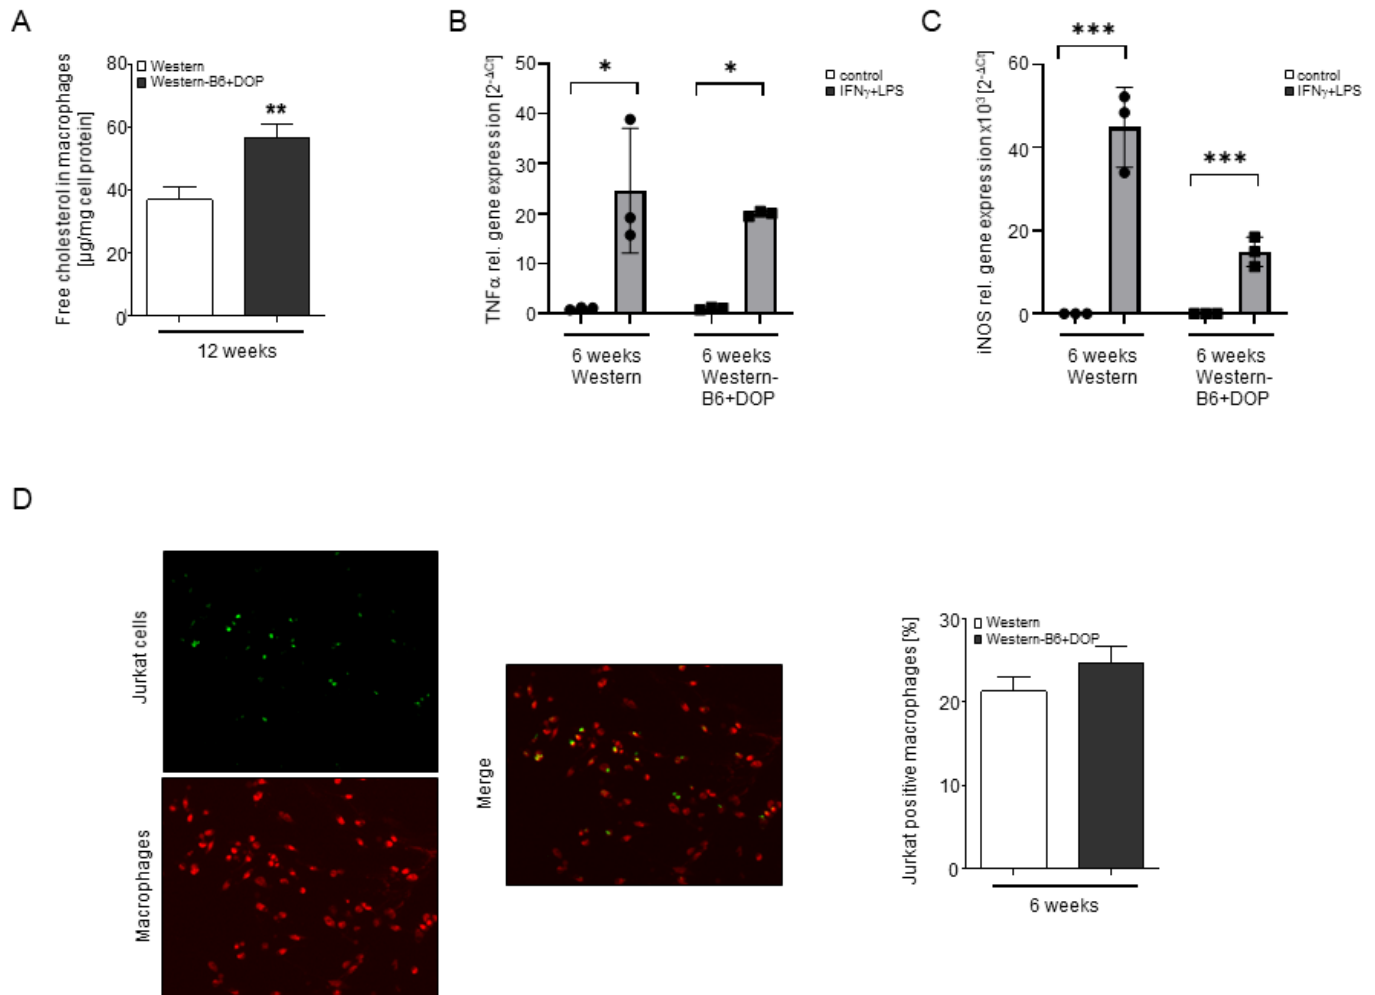 A
Free cholesterol in macrophages
[µg/mg cell protein]
80
60
40
20
0
Western
Western-B6+DOP
**
12 weeks
B
TNFα rel. gene expression [2-ΔCt]
50
40
30
20
10
0
*
*
control
IFNγ+LPS
6 weeks
Western
6 weeks
Western-
B6+DOP
C
iNOS rel. gene expression x10³ [2-ΔCt]
60
40
20
0
***
***
control
IFNγ+LPS
6 weeks
Western
6 weeks
Western-
B6+DOP
D
Jurkat cells
Macrophages
Merge
Jurkat positive macrophages [%]
30
20
10
0
Western
Western-B6+DOP
6 weeks